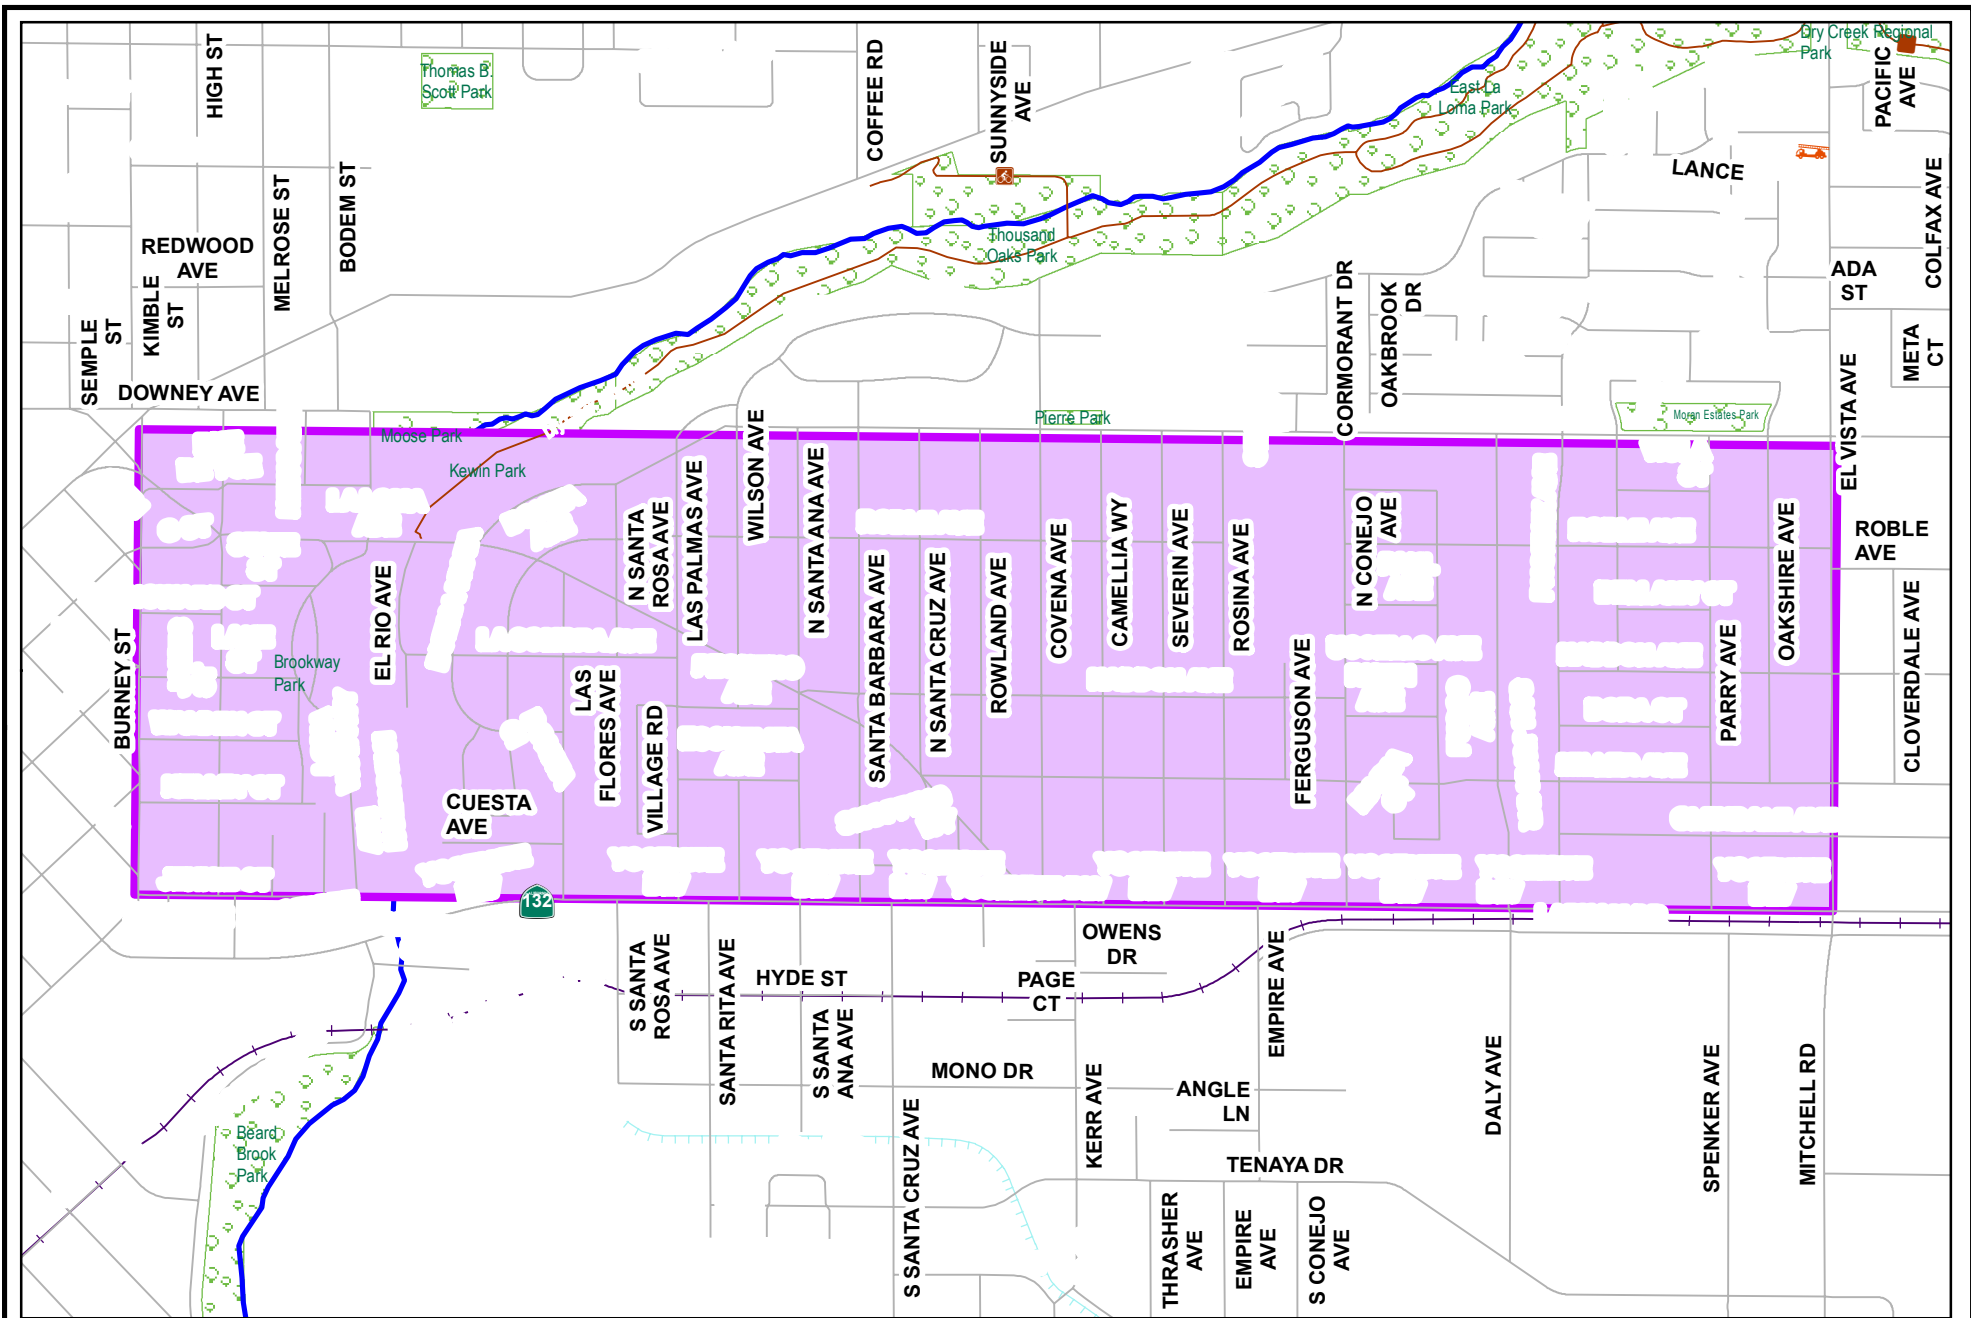 Dry Creek Regional
Park
HIGH ST
COFFEE RD
SUNNYSIDE
AVE
PACIFIC
AVE
Thomas B.
Scott Park
East La
Loma Park
LANCE
COLFAX AVE
MELROSE ST
BODEM ST
REDWOOD
AVE
Thousand
Oaks Park
ADA
ST
SEMPLE
ST
KIMBLE
ST
CORMORANT DR
OAKBROOK
DR
META
CT
DOWNEY AVE
EL VISTA AVE
Moose Park
Pierre Park
Moran Estates Park
Kewin Park
WILSON AVE
N SANTA
ROSA AVE
LAS PALMAS AVE
N SANTA ANA AVE
SANTA BARBARA AVE
N SANTA CRUZ AVE
ROWLAND AVE
COVENA AVE
CAMELLIA WY
SEVERIN AVE
ROSINA AVE
N CONEJO
AVE
OAKSHIRE AVE
ROBLE
AVE
EL RIO AVE
BURNEY ST
Brookway
Park
LAS
FLORES AVE
VILLAGE RD
FERGUSON AVE
PARRY AVE
CLOVERDALE AVE
CUESTA
AVE
132
S SANTA
ROSA AVE
SANTA RITA AVE
HYDE ST
S SANTA
ANA AVE
OWENS
DR
PAGE
CT
EMPIRE AVE
MONO DR
KERR AVE
ANGLE
LN
DALY AVE
SPENKER AVE
MITCHELL RD
Beard
Brook
Park
S SANTA CRUZ AVE
TENAYA DR
THRASHER
AVE
EMPIRE
AVE
S CONEJO
AVE